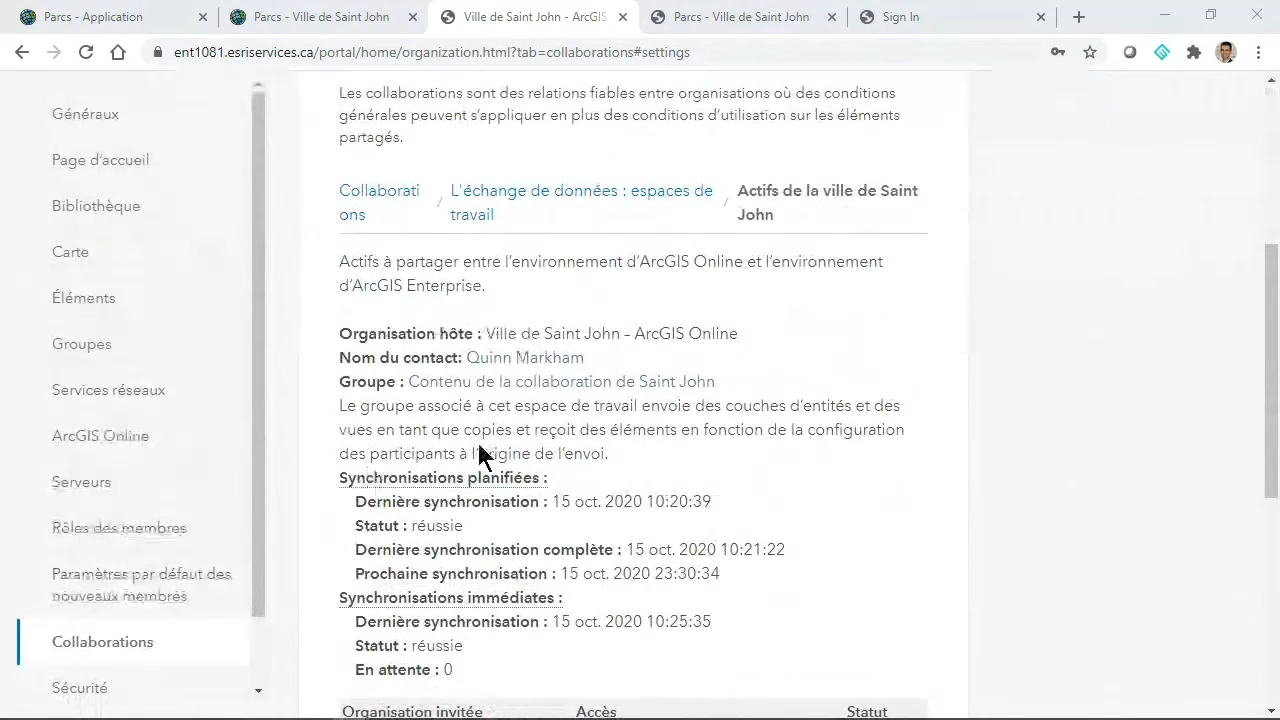 Parcs - Application
Parcs - Ville de Saint John
Ville de Saint John - ArcGIS
Parcs - Ville de Saint John
Sign In
ent1081.esriservices.ca/portal/home/organization.html?tab=collaborations#settings
Généraux
Page d'accueil
Bibliothèque
Carte
Éléments
Groupes
Services réseaux
ArcGIS Online
Serveurs
Rôles des membres
Paramètres par défaut des
nouveaux membres
Collaborations
Sécurité
Les collaborations sont des relations fiables entre organisations où des conditions
générales peuvent s'appliquer en plus des conditions d'utilisation sur les éléments
partagés.
Collaborati
ons
/
L'échange de données : espaces de
travail
/
Actifs de la ville de Saint
John
Actifs à partager entre l'environnement d'ArcGIS Online et l'environnement
d'ArcGIS Enterprise.
Organisation hôte : Ville de Saint John - ArcGIS Online
Nom du contact: Quinn Markham
Groupe : Contenu de la collaboration de Saint John
Le groupe associé à cet espace de travail envoie des couches d'entités et des
vues en tant que copies et reçoit des éléments en fonction de la configuration
des participants à l'origine de l'envoi.
Synchronisations planifiées :
Dernière synchronisation : 15 oct. 2020 10:20:39
Statut : réussie
Dernière synchronisation complète : 15 oct. 2020 10:21:22
Prochaine synchronisation : 15 oct. 2020 23:30:34
Synchronisations immédiates :
Dernière synchronisation : 15 oct. 2020 10:25:35
Statut : réussie
En attente : 0
Organisation invitée Accès Statut